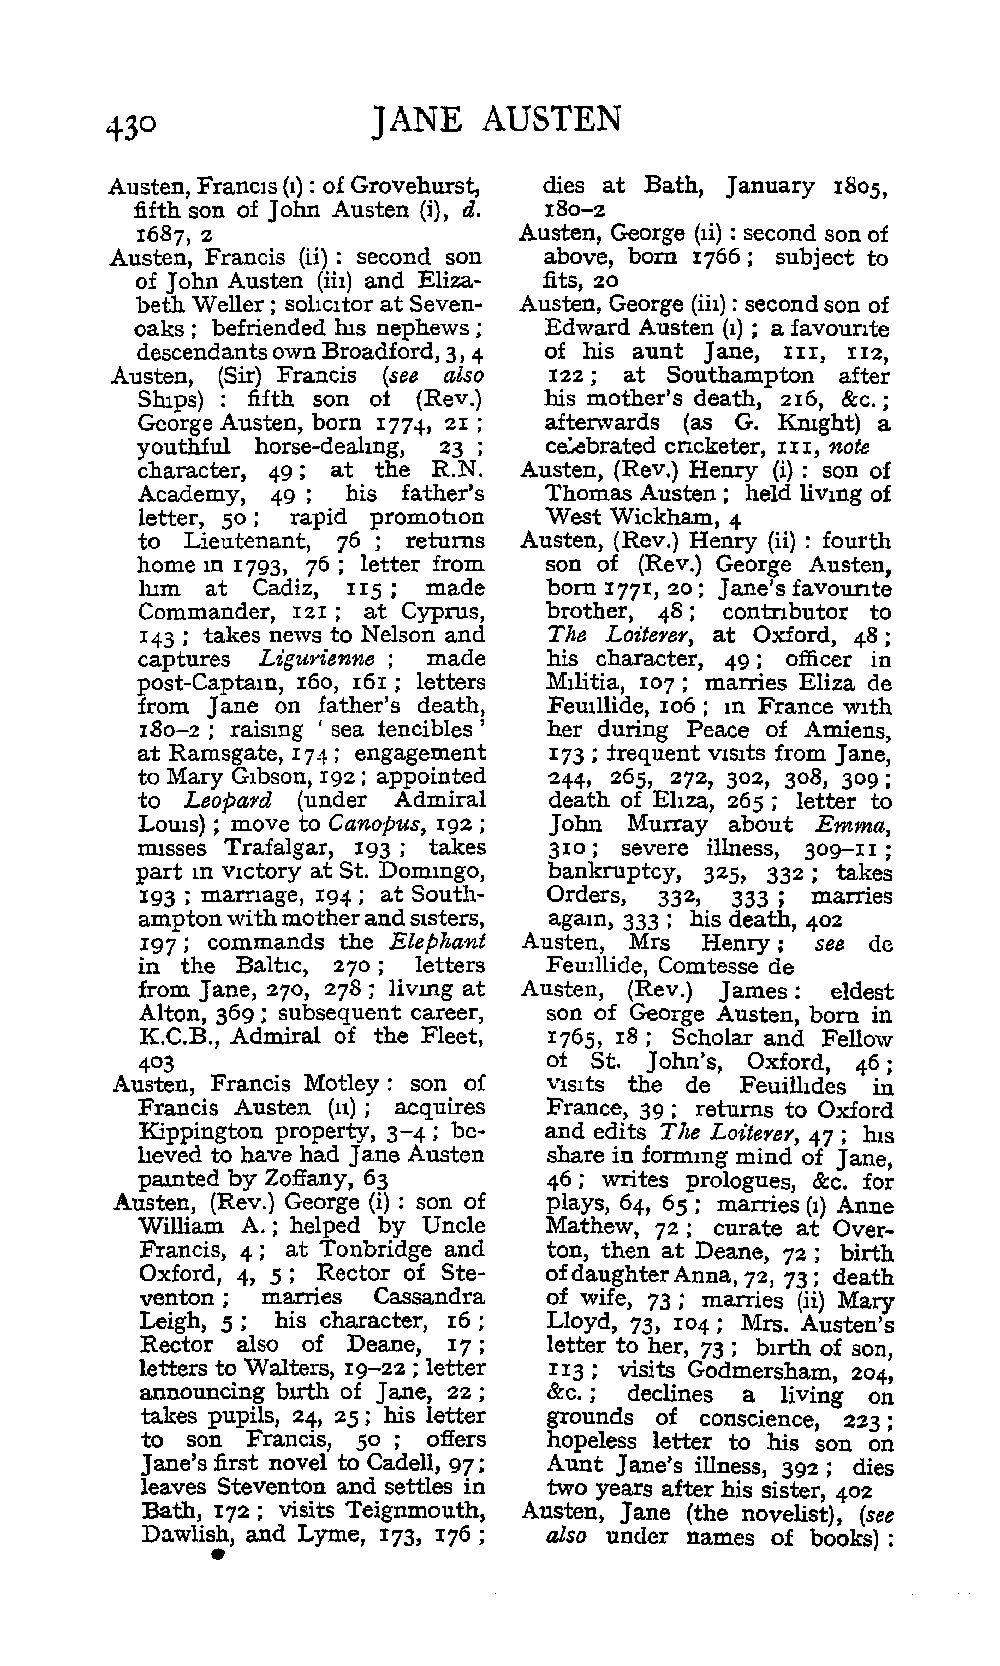 430 JANE AUSTEN
Austen, Francis (i) : of Grovehurst,
fifth son of John Austen (i), d.
1687, 2
Austen, Francis (ii) : second son
of John Austen (iii) and Eliza-
beth Weller ; solicitor at Seven-
oaks ; befriended his nephews ;
descendants own Broadford, 3, 4
Austen, (Sir) Francis (see also
Ships) : fifth son of (Rev.)
George Austen, born 1774, 21 ;
youthful horse-dealing, 23 ;
character, 49 ; at the R.N.
Academy, 49 ; his father's
letter, 50 ; rapid promotion
to Lieutenant, 76 ; returns
home in 1793, 76 ; letter from
him at Cadiz, 115 ; made
Commander, 121 ; at Cyprus,
143 ; takes news to Nelson and
captures Ligurienne ; made
post-Captain, 160, 161 ; letters
from Jane on father's death,
180-2 ; raising ' sea fencibles '
at Ramsgate, 174 ; engagement
to Mary Gibson, 192 ; appointed
to Leopard (under Admiral
Louis) ; move to Canopus, 192 ;
misses Trafalgar, 193 ; takes
part in victory at St. Domingo,
193 ; marriage, 194 ; at South-
ampton with mother and sisters,
197 ; commands the Elephant
in the Baltic, 270 ; letters
from Jane, 270, 278 ; living at
Alton, 369 ; subsequent career,
K.C.B., Admiral of the Fleet,
403
Austen, Francis Motley : son of
Francis Austen (ii) ; acquires
Kippington property, 3-4 ; be-
lieved to have had Jane Austen
painted by Zoffany, 63
Austen, (Rev.) George (i) : son of
William A. ; helped by Uncle
Francis, 4 ; at Tonbridge and
Oxford, 4, 5 ; Rector of Ste-
venton ; marries Cassandra
Leigh, 5 ; his character, 16 ;
Rector also of Deane, 17 ;
letters to Walters, 19-22 ; letter
announcing birth of Jane, 22 ;
takes pupils, 24, 25 ; his letter
to son Francis, 50 ; offers
Jane's first novel to Cadell, 97 ;
leaves Steventon and settles in
Bath, 172 ; visits Teignmouth,
Dawlish, and Lyme, 173, 176 ;
dies at Bath, January 1805,
180-2
Austen, George (ii) : second son of
above, born 1766 ; subject to
fits, 20
Austen, George (iii) : second son of
Edward Austen (i) ; a favourite
of his aunt Jane, 111, 112,
122 ; at Southampton after
his mother's death, 216, &c. ;
afterwards (as G. Knight) a
celebrated cricketer, 111, note
Austen, (Rev.) Henry (i) : son of
Thomas Austen ; held living of
West Wickham, 4
Austen, (Rev.) Henry (ii) : fourth
son of (Rev.) George Austen,
born 1771, 20 ; Jane's favourite
brother, 48 ; contributor to
The Loiterer, at Oxford, 48 ;
his character, 49 ; officer in
Militia, 107 ; marries Eliza de
Feuillide, 106 ; in France with
her during Peace of Amiens,
173 ; frequent visits from Jane,
244, 265, 272, 302, 308, 309 ;
death of Eliza, 265 ; letter to
John Murray about Emma,
310 ; severe illness, 309-11 ;
bankruptcy, 325, 332 ; takes
Orders, 332, 333 ; marries
again, 333 ; his death, 402
Austen, Mrs Henry ; see de
Feuillide, Comtesse de
Austen, (Rev.) James : eldest
son of George Austen, born in
1765, 18 ; Scholar and Fellow
of St. John's, Oxford, 46 ;
visits the de Feuillides in
France, 39 ; returns to Oxford
and edits The Loiterer, 47 ; his
share in forming mind of Jane,
46 ; writes prologues, &c. for
plays, 64, 65 ; marries (i) Anne
Mathew, 72 ; curate at Over-
ton, then at Deane, 72 ; birth
of daughter Anna, 72, 73 ; death
of wife, 73 ; marries (ii) Mary
Lloyd, 73, 104 ; Mrs. Austen's
letter to her, 73 ; birth of son,
113 ; visits Godmersham, 204,
&c. ; declines a living on
grounds of conscience, 223 ;
hopeless letter to his son on
Aunt Jane's illness, 392 ; dies
two years after his sister, 402
Austen, Jane (the novelist), (see
also under names of books) :